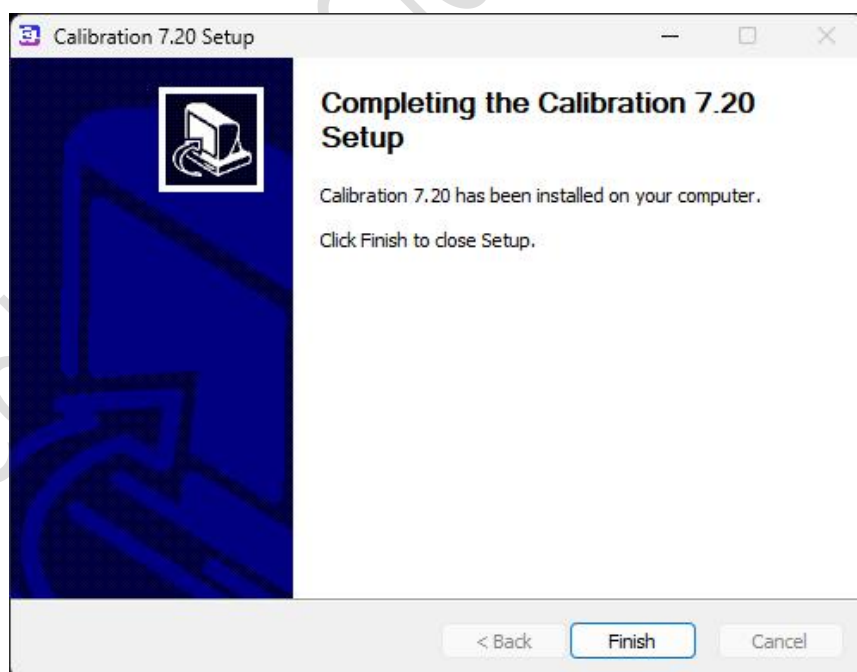 Calibration 7.20 Setup
Completing the Calibration 7.20
Setup
Calibration 7.20 has been installed on your computer.
Click Finish to close Setup.
< Back
Finish
Cancel